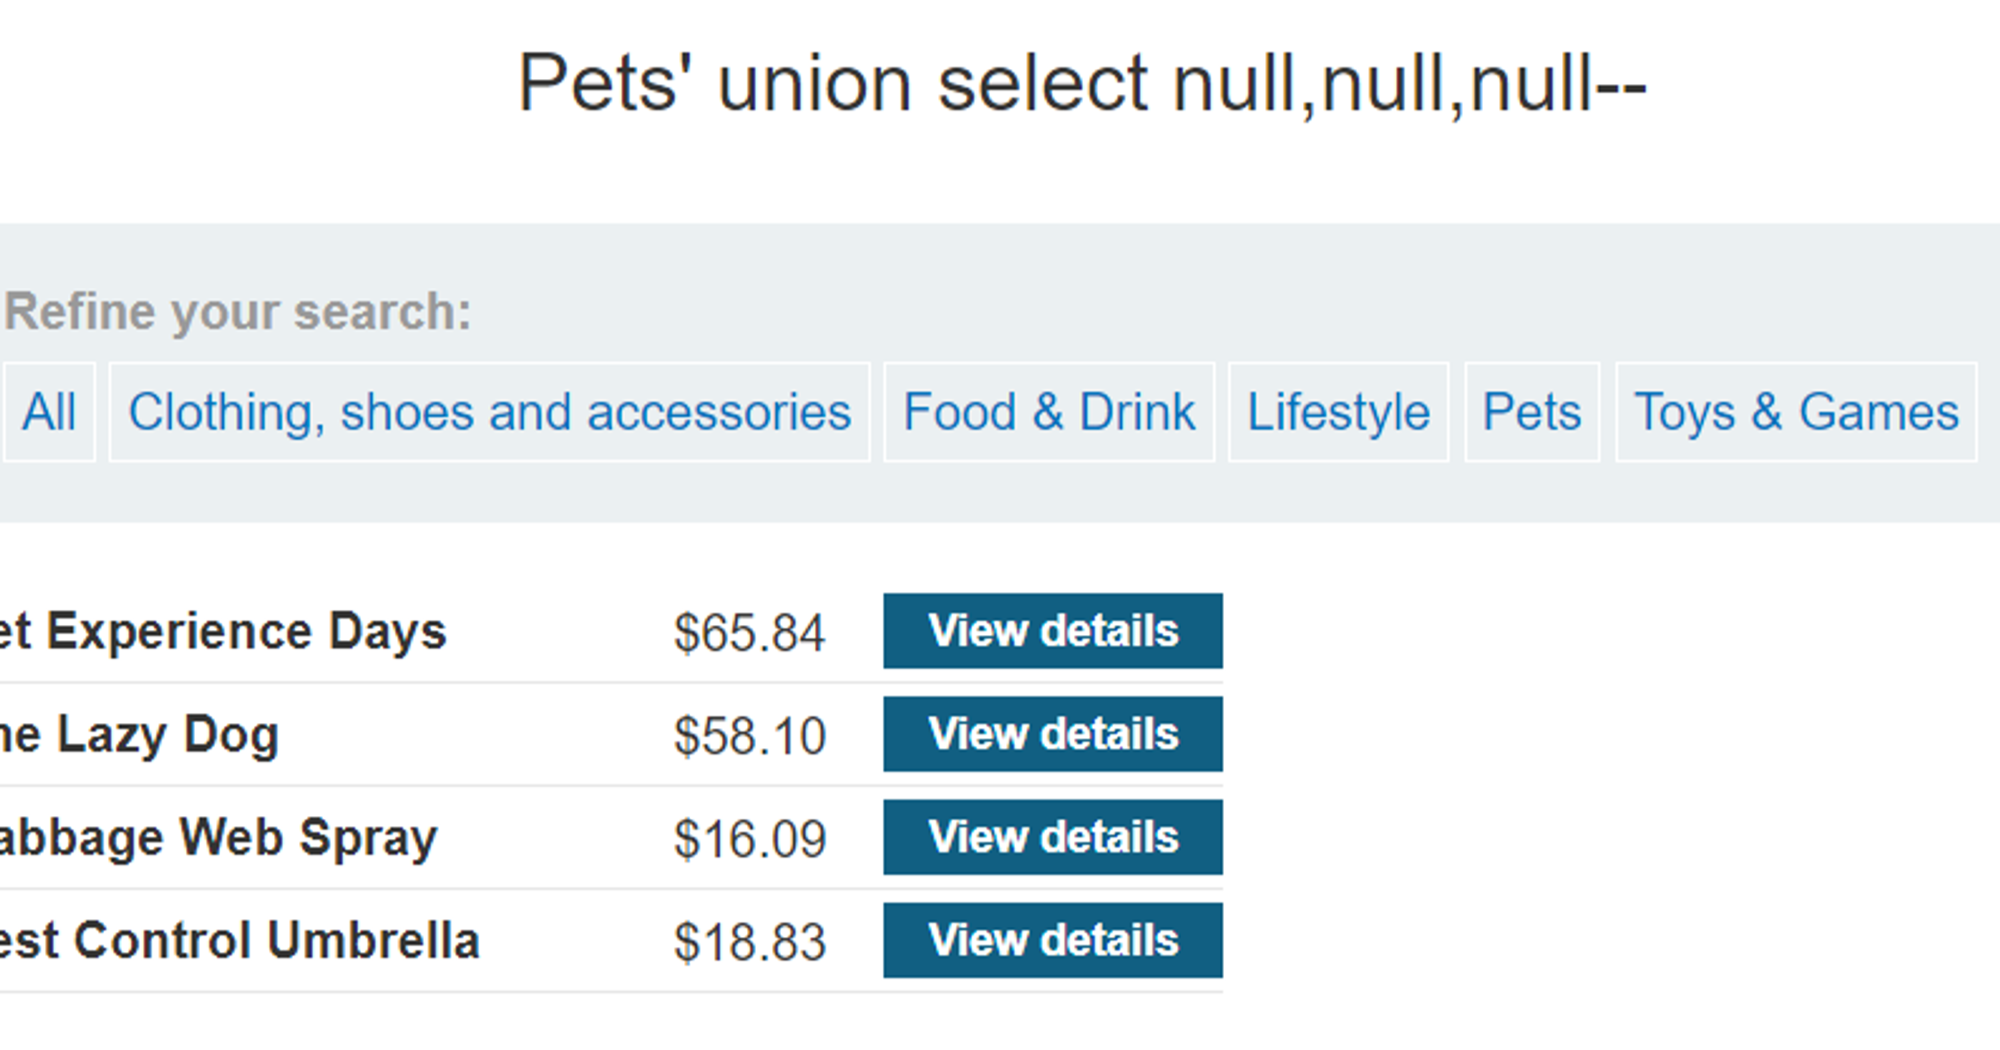 Pets' union select null,null,null--
Refine your search:
All Clothing, shoes and accessories Food & Drink Lifestyle Pets Toys & Games
et Experience Days $65.84 View details
ne Lazy Dog $58.10 View details
abbage Web Spray $16.09 View details
est Control Umbrella $18.83 View details